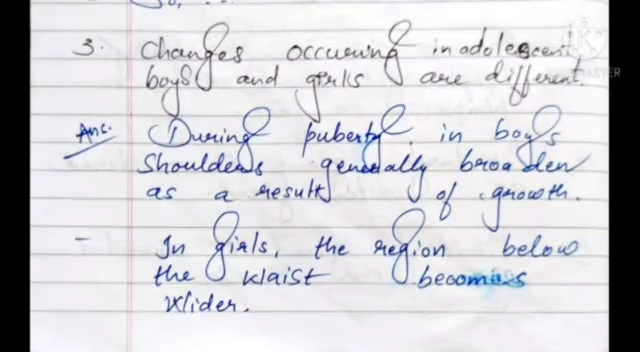 3. Changes occuring in adolescent
boys and girls are different.
Ans. During puberty, in boys
shoulders generally broaden
as a result of growth.
- In girls, the region below
the waist becomes
wider.